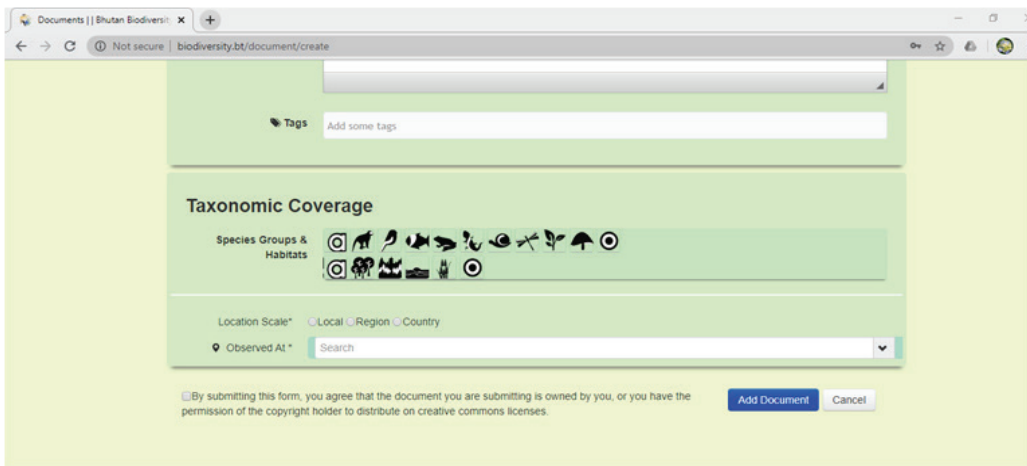 Documents || Bhutan Biodiversit
Not secure | biodiversity.bt/document/create
Tags
Add some tags
Taxonomic Coverage
Species Groups &
Habitats
Location Scale* Local Region Country
Observed At * Search
By submitting this form, you agree that the document you are submitting is owned by you, or you have the
permission of the copyright holder to distribute on creative commons licenses.
Add Document Cancel